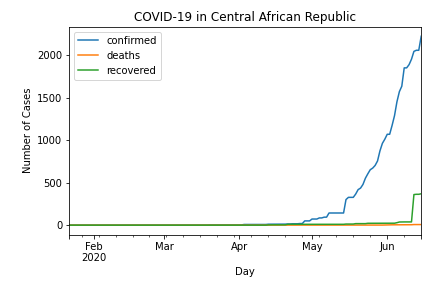 COVID-19 in Central African Republic
confirmed
deaths
recovered
Number of Cases
2000
1500
1000
500
0
Feb
2020
Mar
Apr
May
Jun
Day